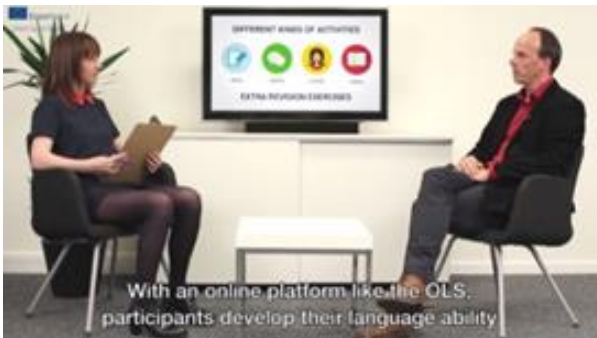 DIFFERENT KINDS OF ACTIVITIES
EXTRA REVISION EXERCISES
With an online platform like the OLS,
participants develop their language ability